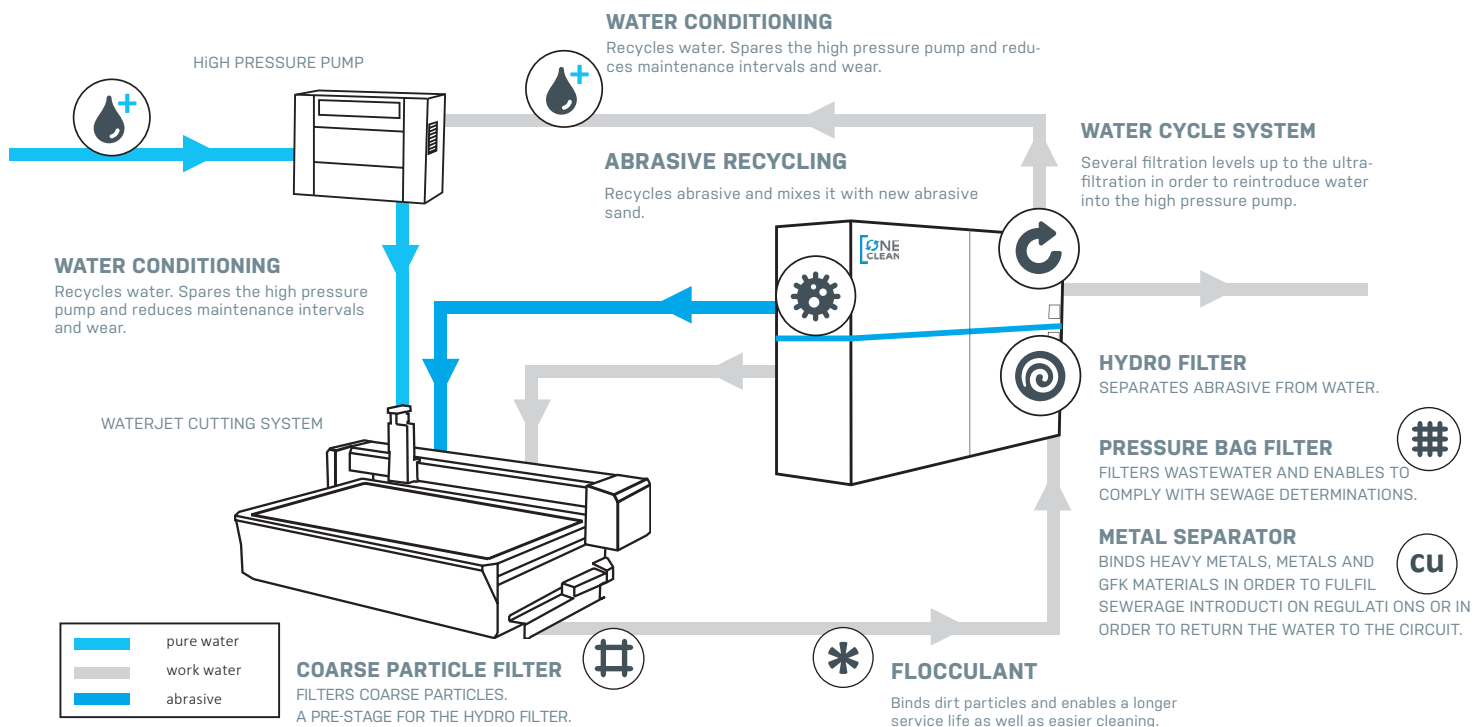 WATER CONDITIONING
Recycles water. Spares the high pressure pump and redu-
ces maintenance intervals and wear.
HiGH PRESSURE PUMP
WATER CYCLE SYSTEM
Several filtration levels up to the ultra-
filtration in order to reintroduce water
into the high pressure pump.
ABRASIVE RECYCLING
Recycles abrasive and mixes it with new abrasive
sand.
ONE
CLEAN
WATER CONDITIONING
Recycles water. Spares the high pressure
pump and reduces maintenance intervals
and wear.
HYDRO FILTER
SEPARATES ABRASIVE FROM WATER.
WATERJET CUTTING SYSTEM
PRESSURE BAG FILTER
FILTERS WASTEWATER AND ENABLES TO
COMPLY WITH SEWAGE DETERMINATIONS.
METAL SEPARATOR
BINDS HEAVY METALS, METALS AND
GFK MATERIALS IN ORDER TO FULFIL
SEWERAGE INTRODUCTI ON REGULATI ONS OR IN
ORDER TO RETURN THE WATER TO THE CIRCUIT.
cu
pure water
work water
abrasive
COARSE PARTICLE FILTER
FILTERS COARSE PARTICLES.
A PRE-STAGE FOR THE HYDRO FILTER.
FLOCCULANT
Binds dirt particles and enables a longer
service life as well as easier cleaning.